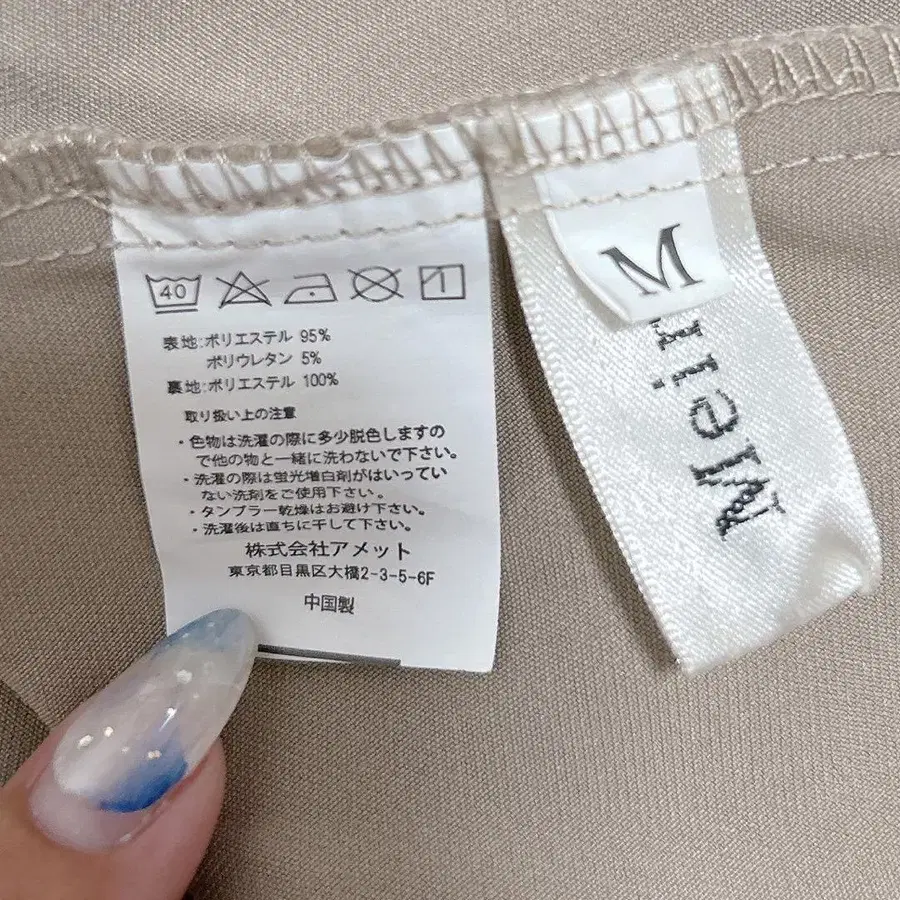 40
表地:ポリエステル 95%
ポリウレタン 5%
裏地:ポリエステル 100%
取り扱い上の注意
・色物は洗濯の際に多少脱色しますの
で他の物と一緒に洗わないで下さい。
・洗濯の際は蛍光増白剤がはいってい
ない洗剤をご使用下さい。
・タンブラー乾燥はお避け下さい。
・洗濯後は直ちに干して下さい。
株式会社アメット
東京都目黒区大橋2-3-5-6F
中国製
M